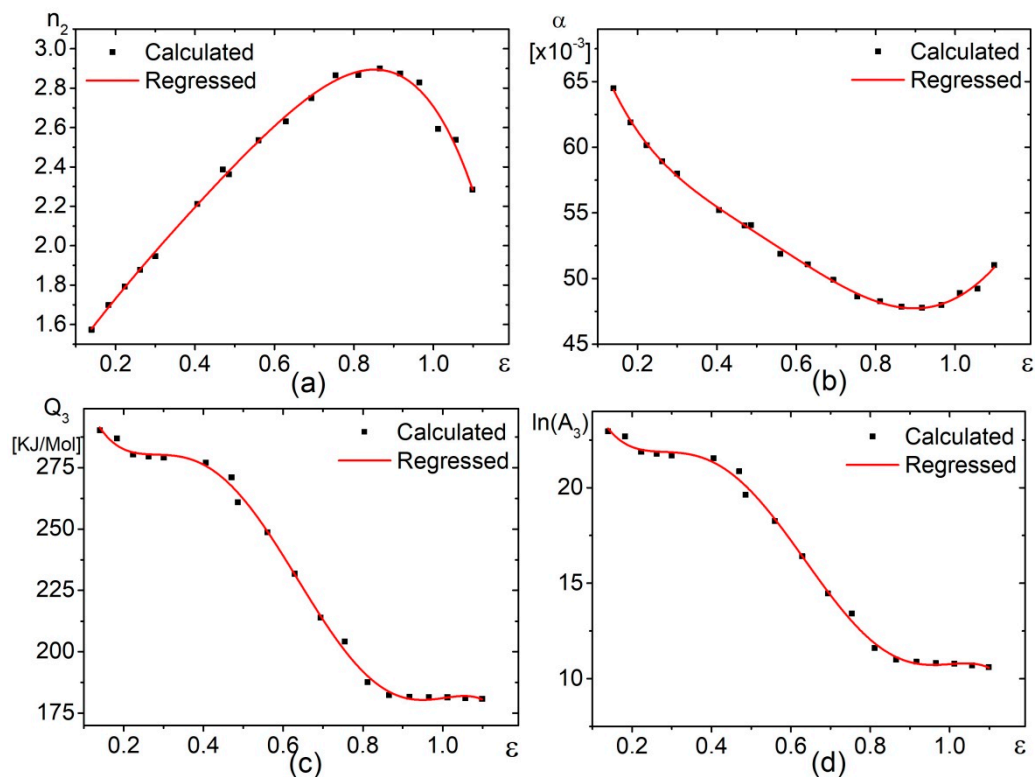 n2
3.0
2.8
2.6
2.4
2.2
2.0
1.8
1.6
Calculated
Regressed
0.2 0.4 0.6 0.8 1.0 ε
(a)
α
[x10-3]
65
60
55
50
45
Calculated
Regressed
0.2 0.4 0.6 0.8 1.0 ε
(b)
Q3
[KJ/Mol]
275
250
225
200
175
Calculated
Regressed
0.2 0.4 0.6 0.8 1.0 ε
(c)
ln(A3)
20
15
10
Calculated
Regressed
0.2 0.4 0.6 0.8 1.0 ε
(d)